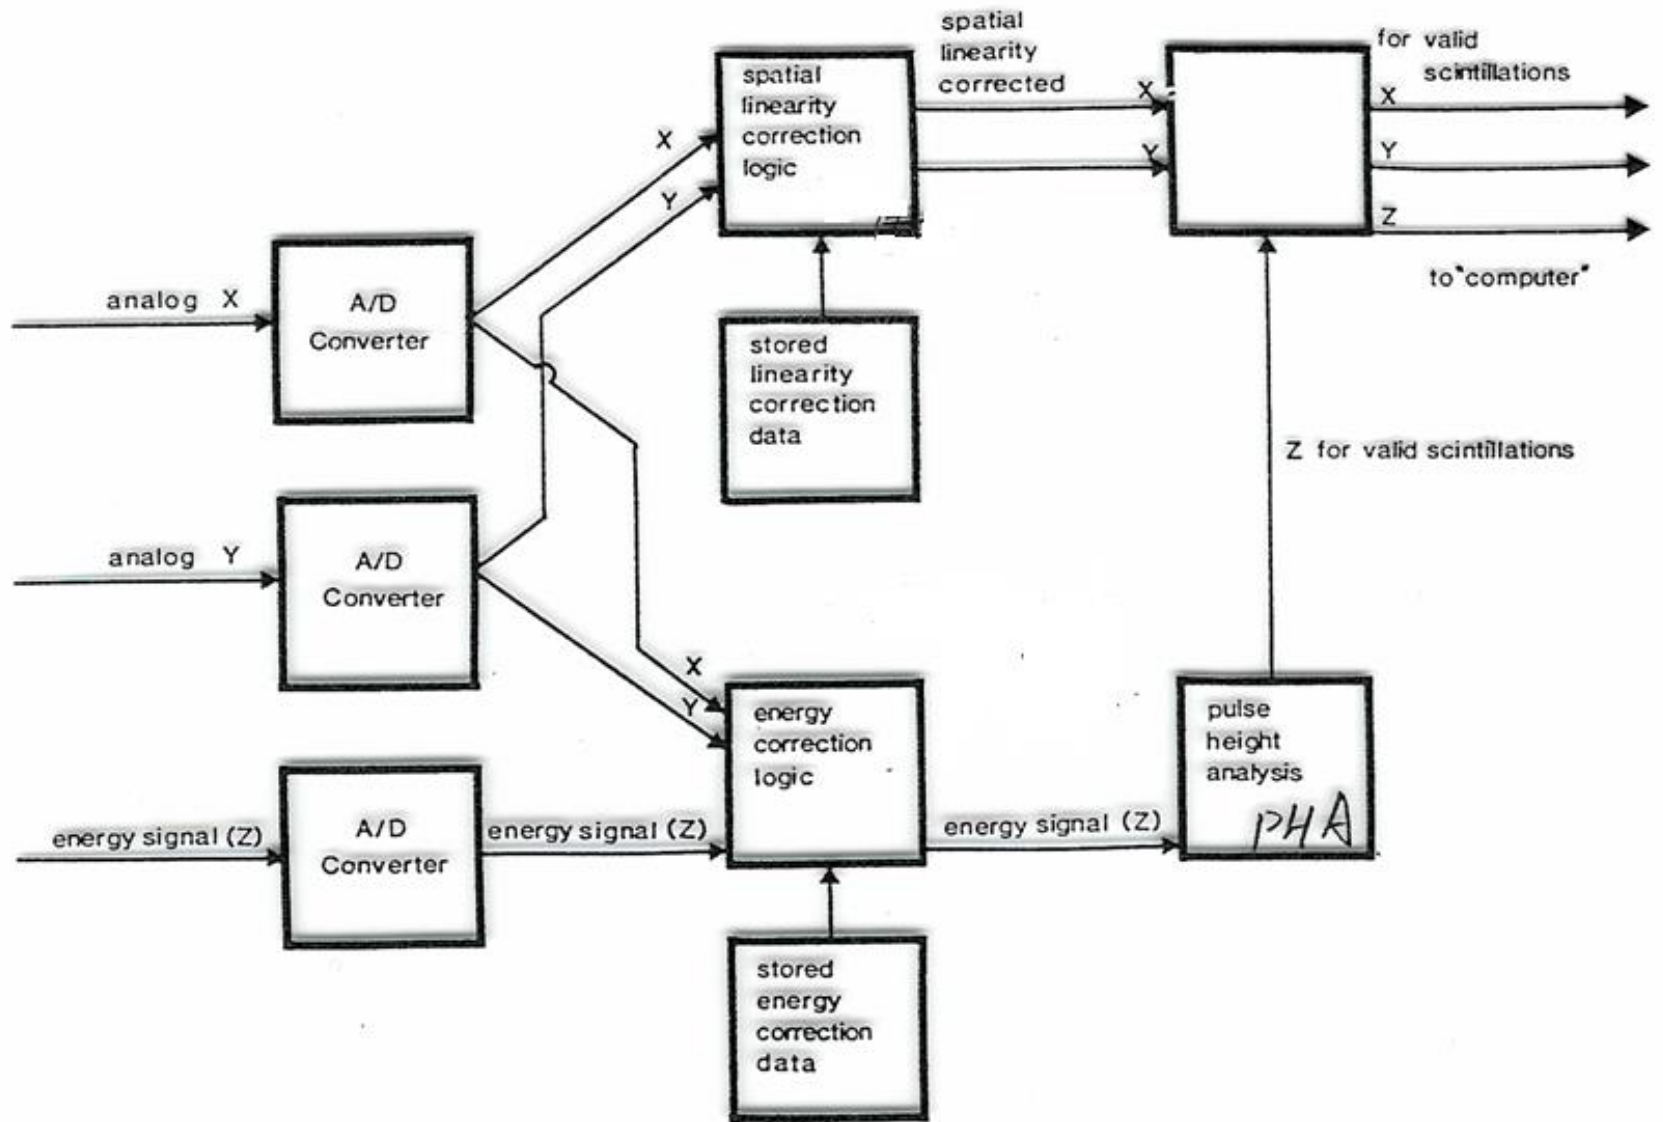 spatial
linearity
corrected
for valid
scintillations
spatial
linearity
correction
logic
X
Y
X
Y
X
Y
Z
to "computer"
analog X
A/D
Converter
stored
linearity
correction
data
Z for valid scintillations
analog Y
A/D
Converter
X
Y
energy
correction
logic
pulse
height
analysis
PHA
energy signal (Z)
A/D
Converter
energy signal (Z)
energy signal (Z)
stored
energy
correction
data